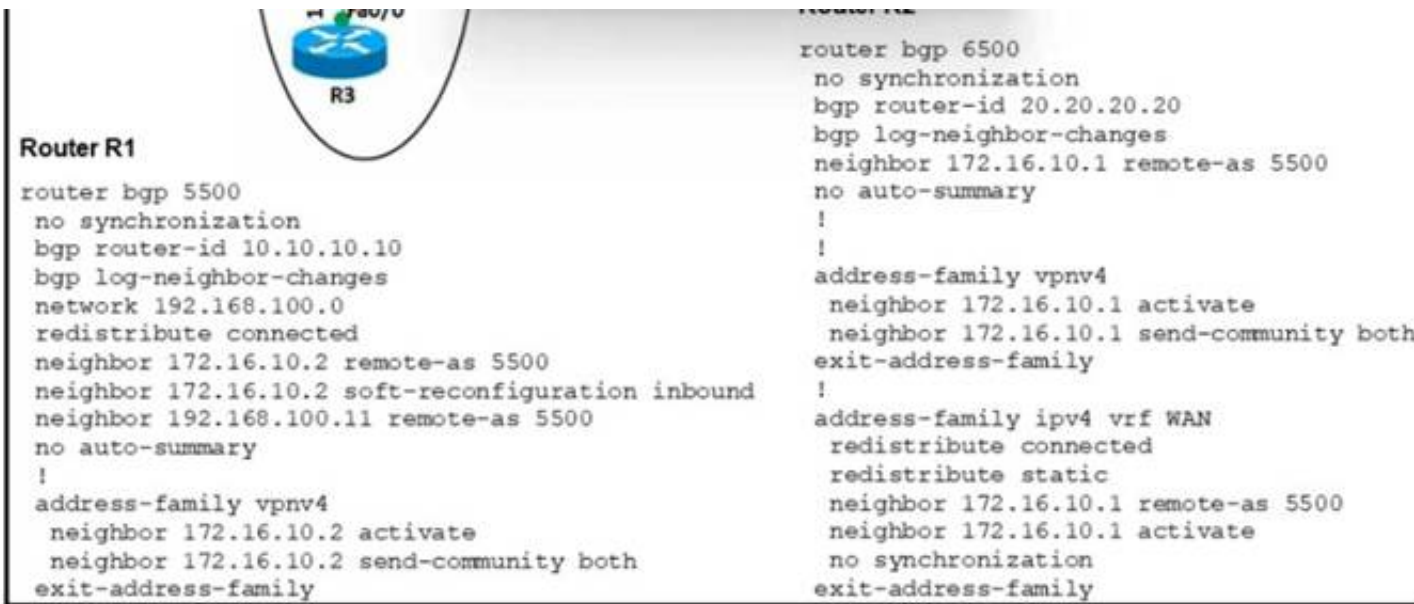 Fa0/0
R3
Router R1
router bgp 5500
no synchronization
bgp router-id 10.10.10.10
bgp log-neighbor-changes
network 192.168.100.0
redistribute connected
neighbor 172.16.10.2 remote-as 5500
neighbor 172.16.10.2 soft-reconfiguration inbound
neighbor 192.168.100.11 remote-as 5500
no auto-summary
!
address-family vpnv4
neighbor 172.16.10.2 activate
neighbor 172.16.10.2 send-community both
exit-address-family
Router R2
router bgp 6500
no synchronization
bgp router-id 20.20.20.20
bgp log-neighbor-changes
neighbor 172.16.10.1 remote-as 5500
no auto-summary
!
!
address-family vpnv4
neighbor 172.16.10.1 activate
neighbor 172.16.10.1 send-community both
exit-address-family
!
address-family ipv4 vrf WAN
redistribute connected
redistribute static
neighbor 172.16.10.1 remote-as 5500
neighbor 172.16.10.1 activate
no synchronization
exit-address-family